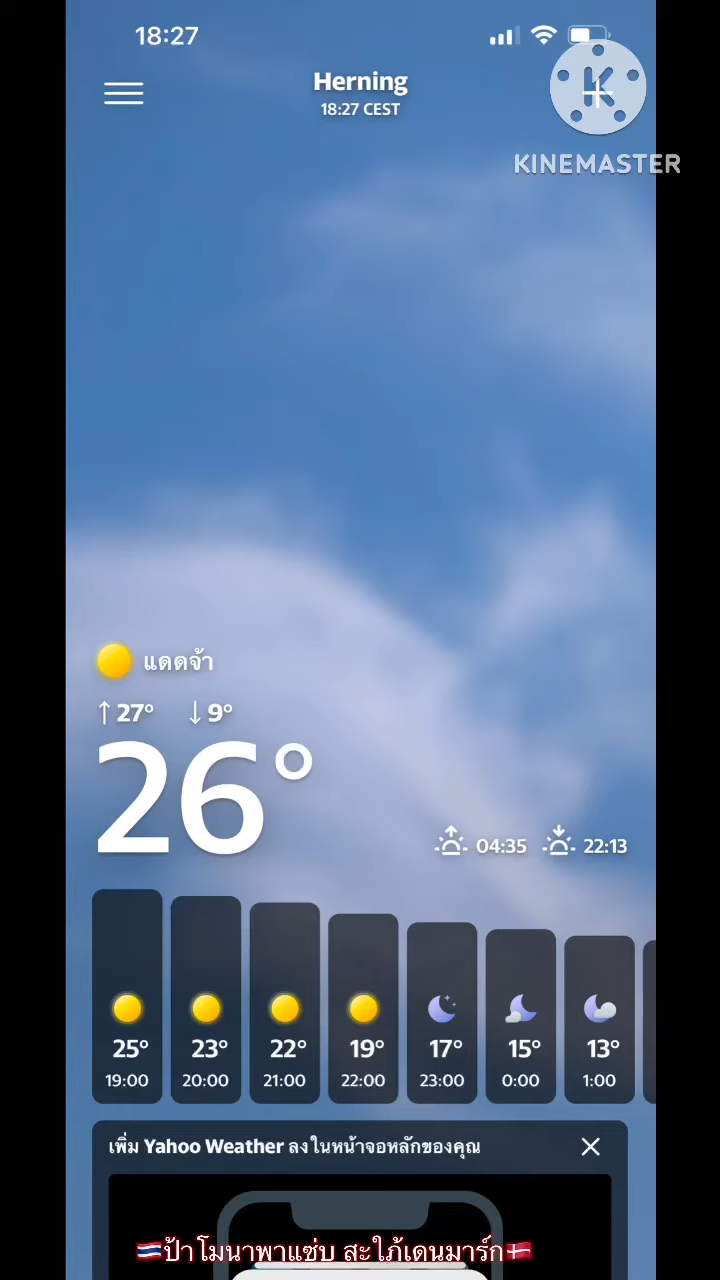 18:27
Herning
18:27 CEST
KINEMASTER
แดดจ้า
↑27° ↓9°
26°
04:35 22:13
25° 23° 22° 19° 17° 15° 13°
19:00 20:00 21:00 22:00 23:00 0:00 1:00
เพิ่ม Yahoo Weather ลงในหน้าจอหลักของคุณ
🇹🇭ป้าโมนาพาแซ่บ สะใภ้เดนมาร์ก🇩🇰